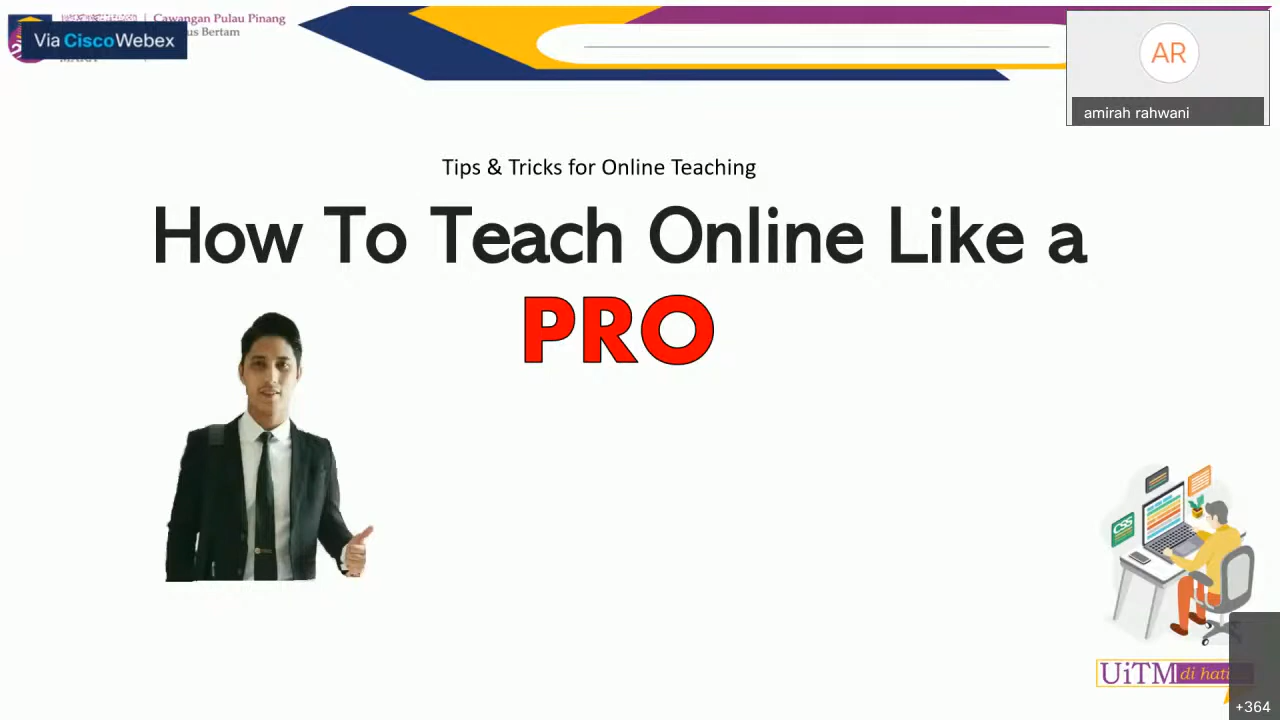 Cawangan Pulau Pinang
us Bertam
Via CiscoWebex
AR
amirah rahwani
Tips & Tricks for Online Teaching
How To Teach Online Like a
PRO
CSS
UiTM di hati
+364